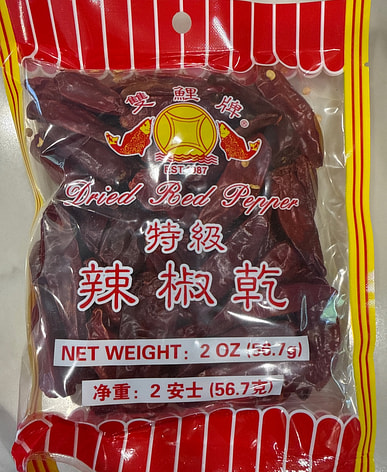 雙鯉牌®
EST.1987
Dried Red Pepper
特級
辣椒乾
NET WEIGHT: 2 OZ (56.7g)
净重: 2 安士 (56.7克)